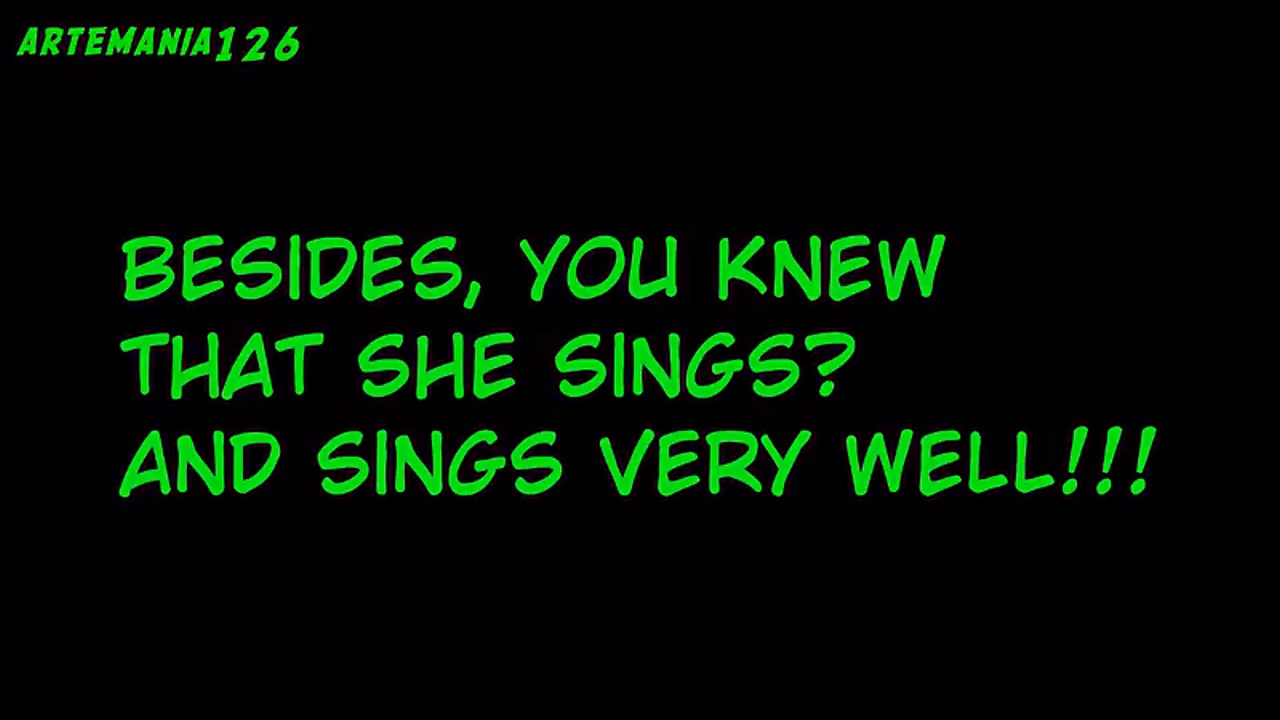 ARTEMANIA126
BESIDES, YOU KNEW
THAT SHE SINGS?
AND SINGS VERY WELL!!!